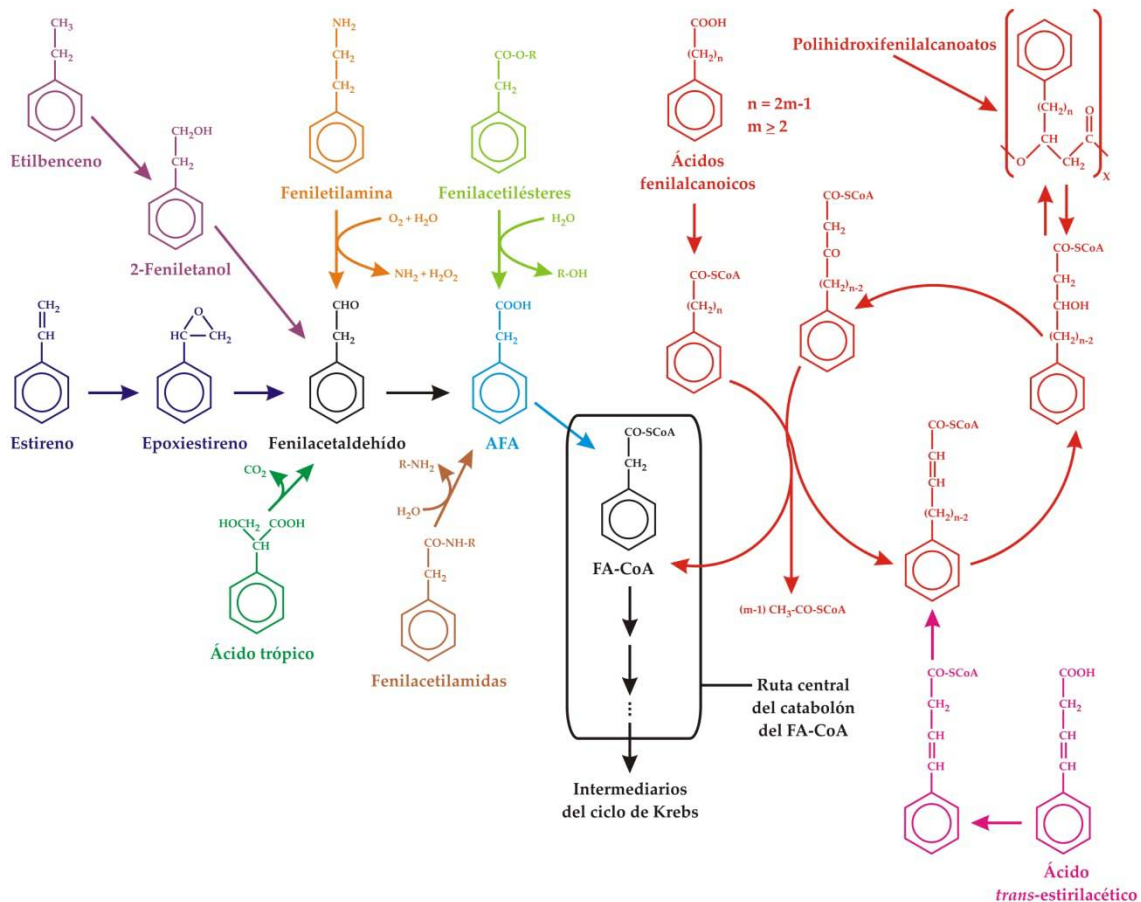 CH3
CH2
Etilbenceno
CH2OH
CH2
2-Feniletanol
NH2
CH2
CH2
Feniletilamina
O2 + H2O
NH2 + H2O2
CO-O-R
CH2
Fenilacetilésteres
H2O
R-OH
COOH
(CH2)n
n = 2m-1
m ≥ 2
Ácidos
fenilalcanoicos
CO-SCoA
(CH2)n
Polihidroxifenilalcanoatos
(CH2)n
O
CH
CH2
C
O
x
CO-SCoA
CH2
CO
(CH2)n-2
CO-SCoA
CH2
CHOH
(CH2)n-2
CH2
CH
Estireno
O
HC
CH2
Epoxiestireno
CHO
CH2
Fenilacetaldehído
COOH
CH2
AFA
CO2
HO-CH2 COOH
CH
Ácido trópico
R-NH2
H2O
CO-NH-R
CH2
Fenilacetilamidas
CO-SCoA
CH2
FA-CoA
Ruta central
del catabolón
del FA-CoA
Intermediarios
del ciclo de Krebs
(m-1) CH3-CO-SCoA
CO-SCoA
CH
CH
(CH2)n-2
CO-SCoA
CH2
CH
CH
COOH
CH2
CH
CH
Ácido
trans-estirilacético